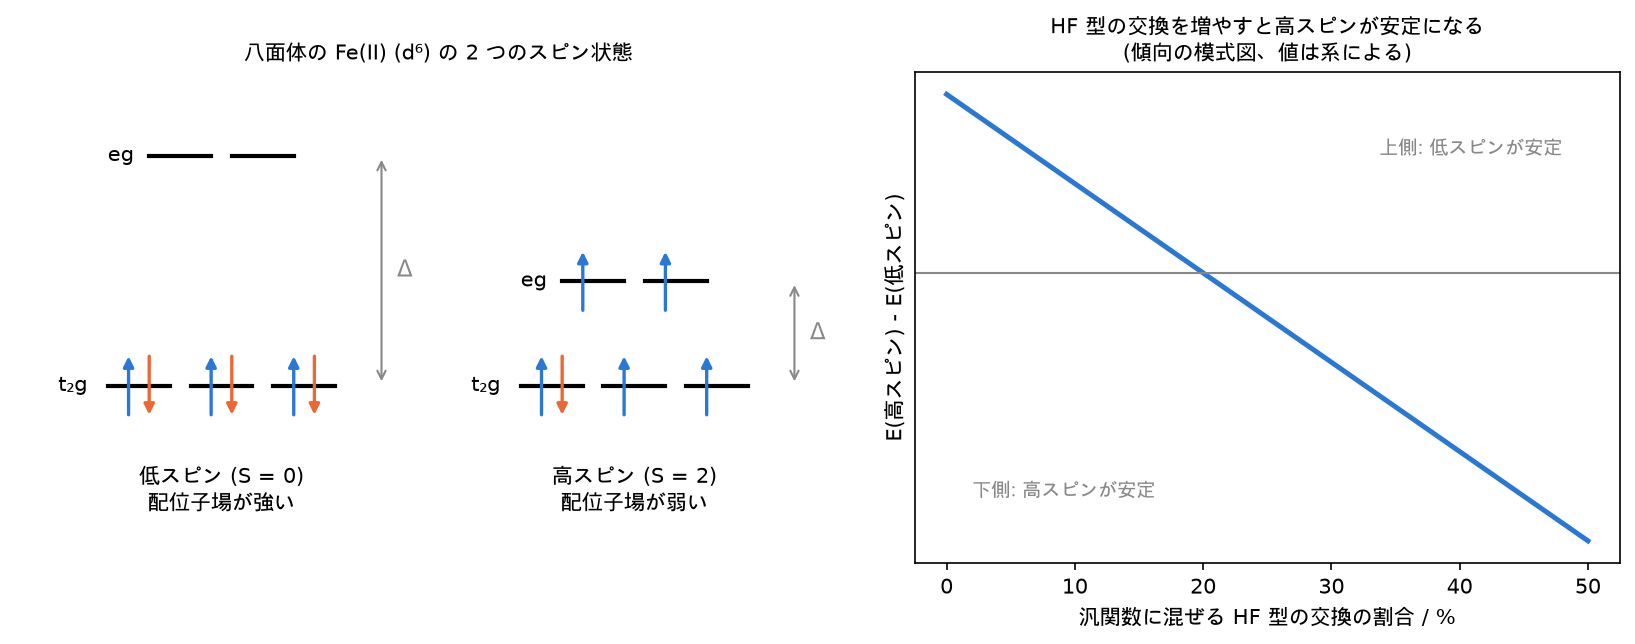 八面体の Fe(II) (d⁶) の 2 つのスピン状態
eg
Δ
t₂g
低スピン (S = 0)
配位子場が強い
eg
Δ
t₂g
高スピン (S = 2)
配位子場が弱い
HF 型の交換を増やすと高スピンが安定になる
(傾向の模式図、値は系による)
E(高スピン) - E(低スピン)
上側: 低スピンが安定
下側: 高スピンが安定
0 10 20 30 40 50
汎関数に混ぜる HF 型の交換の割合 / %